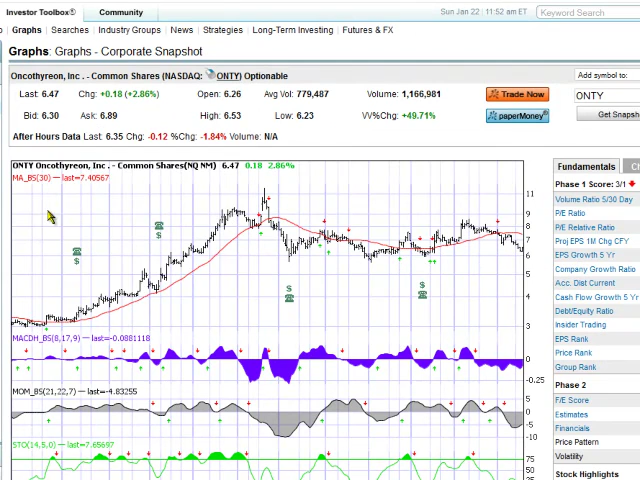 Investor Toolbox®
Community
Sun Jan 22 | 11:52 am ET
Keyword Search
Graphs | Searches | Industry Groups | News | Strategies | Long-Term Investing | Futures & FX
Graphs: Graphs - Corporate Snapshot
Oncothyreon, Inc . - Common Shares (NASDAQ: ONTY) Optionable
Add symbol to:
Last: 6.47 Chg: +0.18 (+2.86%) Open: 6.26 Avg Vol: 779,487 Volume: 1,166,981
Trade Now
ONTY
Bid: 6.30 Ask: 6.89 High: 6.53 Low: 6.23 VV%Chg: +49.71%
paperMoney®
Get Snapsh
After Hours Data Last: 6.35 Chg: -0.12 %Chg: -1.84% Volume: N/A
ONTY Oncothyreon, Inc . - Common Shares(NQ NM) 6.47 0.18 2.86%
MA_BS(30) — last=7.40567
11
9
8
7
6
5
4
3
MACDH_BS(8,17,9) — last=-0.0881118
0
-0.25
MOM_BS(21,22,7) — last=-4.83255
5
0
-5
-10
STO(14,5,0) — last=7.65697
75
50
25
Fundamentals
Phase 1 Score: 3/1
Volume Ratio 5/30 Day
P/E Ratio
P/E Relative Ratio
Proj EPS 1M Chg CFY
EPS Growth 5 Yr
Company Growth Ratio
Acc. Dist Current
Cash Flow Growth 5 Yr
Debt/Equity Ratio
Insider Trading
EPS Rank
Price Rank
Group Rank
Phase 2
F/E Score
Estimates
Financials
Price Pattern
Volatility
Stock Highlights